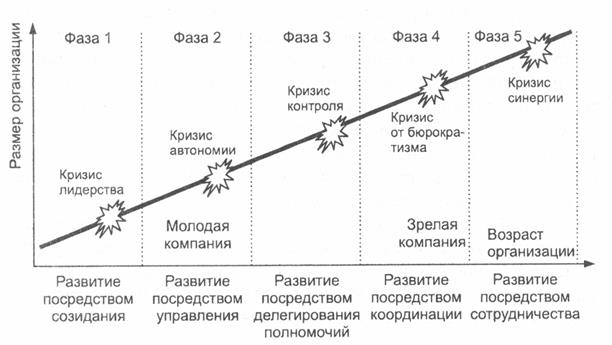 Размер организации
Фаза 1
Фаза 2
Фаза 3
Фаза 4
Фаза 5
Кризис
лидерства
Кризис
автономии
Кризис
контроля
Кризис
от бюрокра-
тизма
Кризис
синергии
Молодая
компания
Зрелая
компания
Возраст
организации
Развитие
посредством
созидания
Развитие
посредством
управления
Развитие
посредством
делегирования
полномочий
Развитие
посредством
координации
Развитие
посредством
сотрудничества